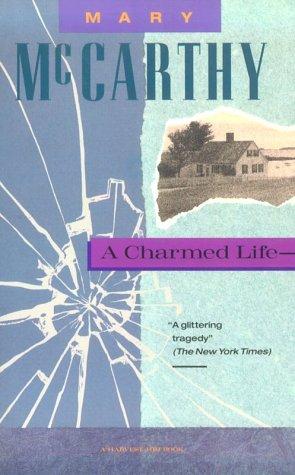 MARY
McCARTHY
A Charmed Life—
"A glittering
tragedy"
(The New York Times)
A HARVEST/HBJ BOOK